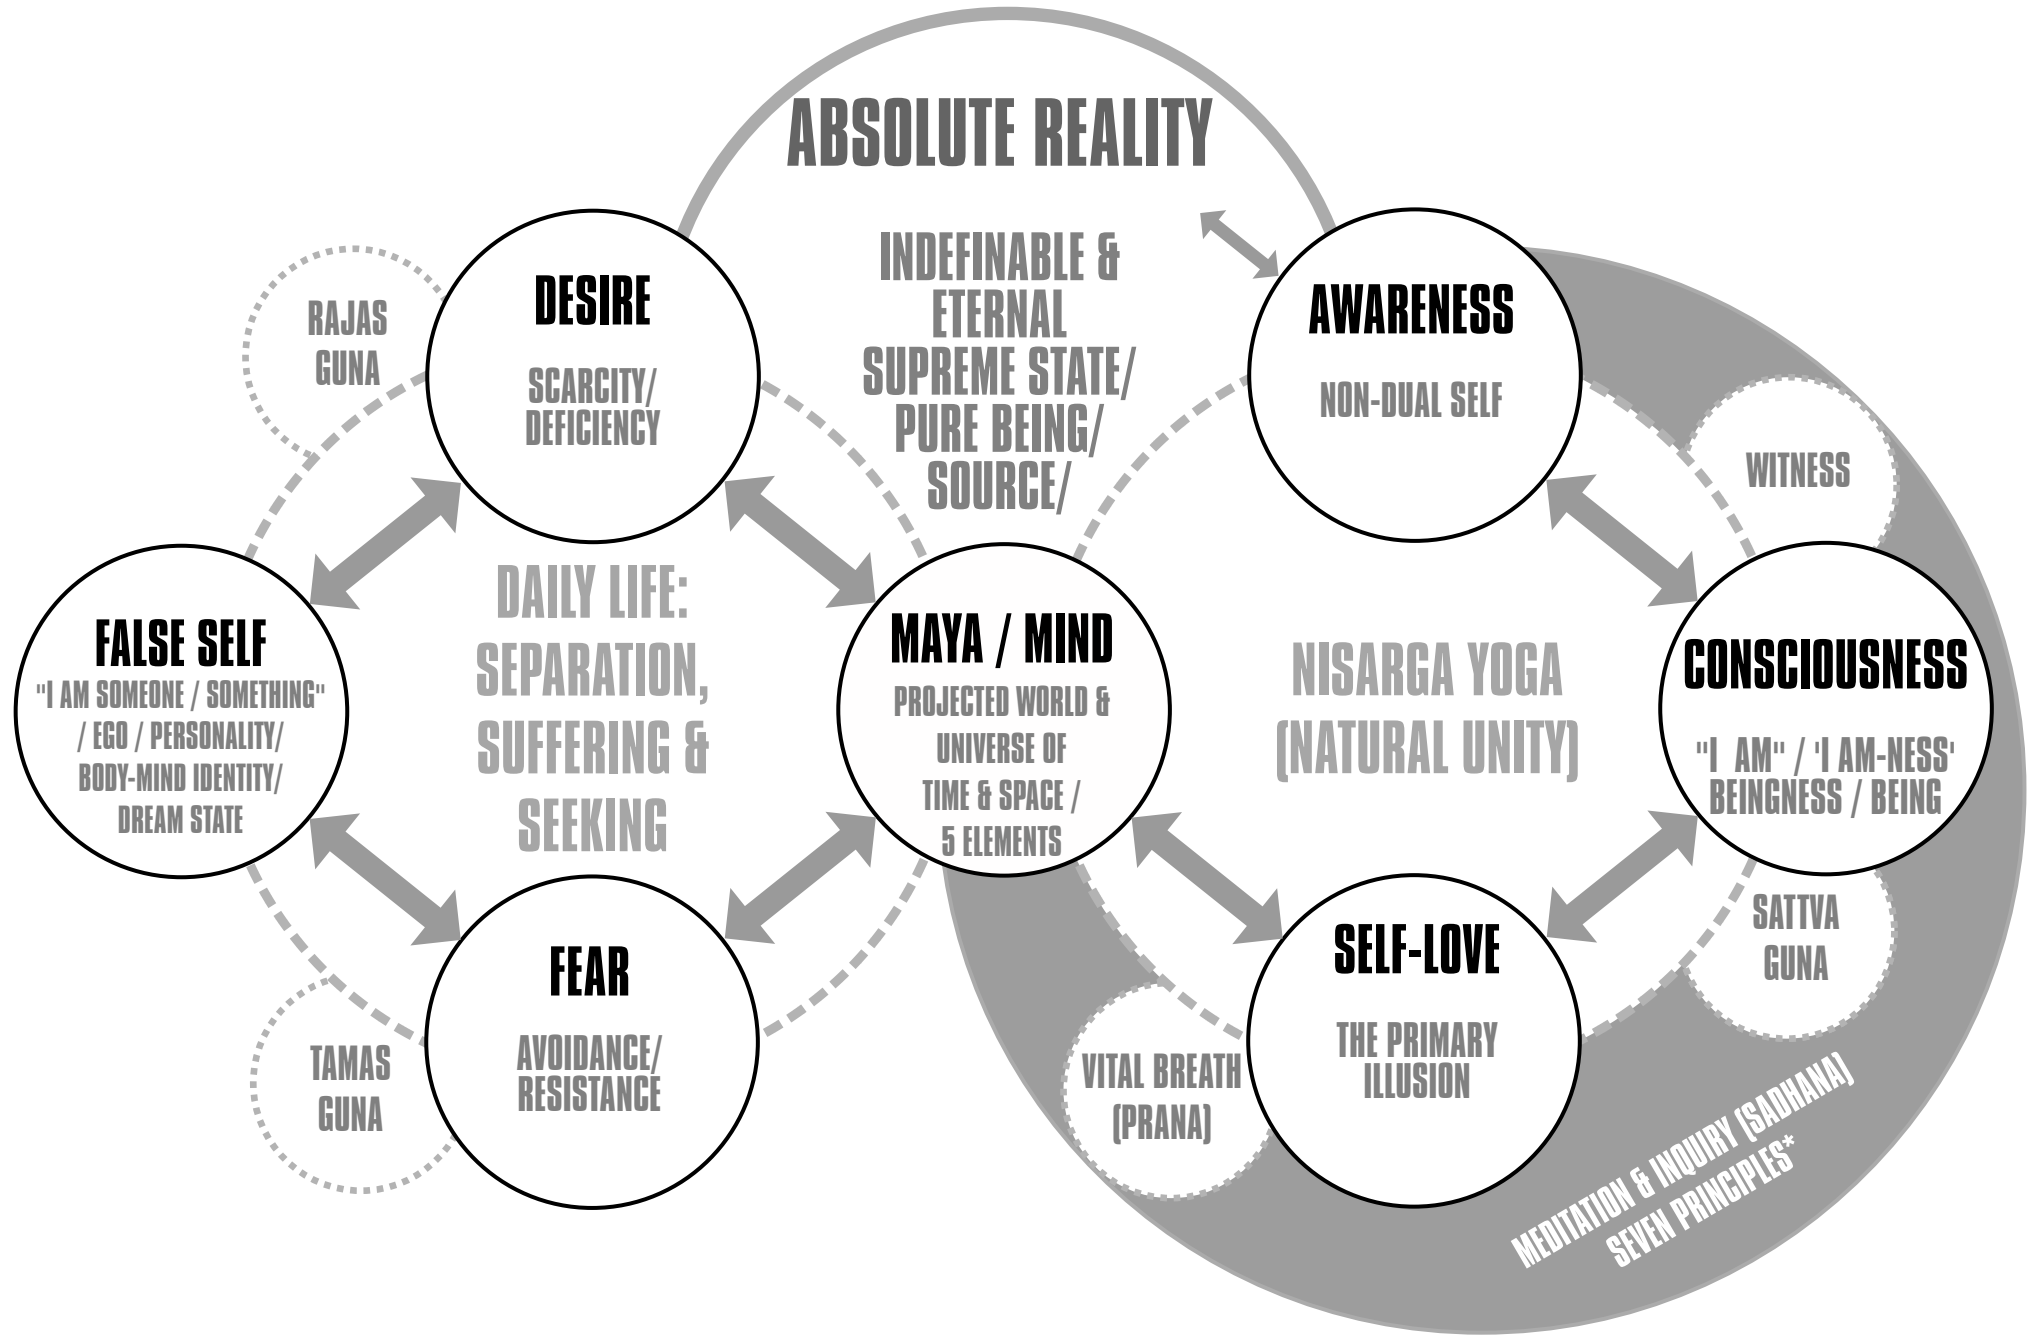 ABSOLUTE REALITY
INDEFINABLE &
ETERNAL
SUPREME STATE/
PURE BEING/
SOURCE/
RAJAS
GUNA
DESIRE
SCARCITY/
DEFICIENCY
AWARENESS
NON-DUAL SELF
WITNESS
FALSE SELF
"I AM SOMEONE / SOMETHING"
/ EGO / PERSONALITY/
BODY-MIND IDENTITY/
DREAM STATE
DAILY LIFE:
SEPARATION,
SUFFERING &
SEEKING
MAYA / MIND
PROJECTED WORLD &
UNIVERSE OF
TIME & SPACE /
5 ELEMENTS
NISARGA YOGA
(NATURAL UNITY)
CONSCIOUSNESS
"I AM" / 'I AM-NESS'
BEINGNESS / BEING
TAMAS
GUNA
FEAR
AVOIDANCE/
RESISTANCE
VITAL BREATH
(PRANA)
SELF-LOVE
THE PRIMARY
ILLUSION
SATTVA
GUNA
MEDITATION & INQUIRY (SADHANA)
SEVEN PRINCIPLES*